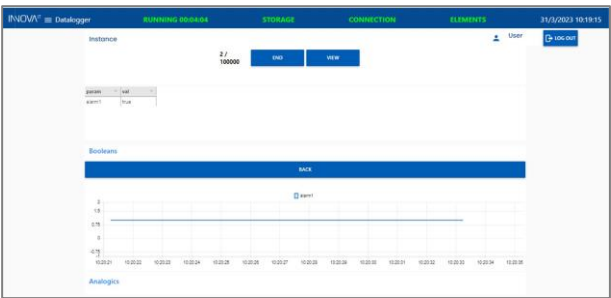 INNOVA Datalogger RUNNING 00:04:04 STORAGE CONNECTION ELEMENTS 31/3/2023 10:19:15
Instance User LOG OUT
2 /
100000 END VIEW
param val
alarm1 true
Booleans
BACK
alarm1
1.5
0.75
0
-0.75
10:20:21 10:20:22 10:20:23 10:20:24 10:20:25 10:20:26 10:20:27 10:20:28 10:20:29 10:20:30 10:20:31 10:20:32 10:20:33 10:20:34 10:20:35
Analogics